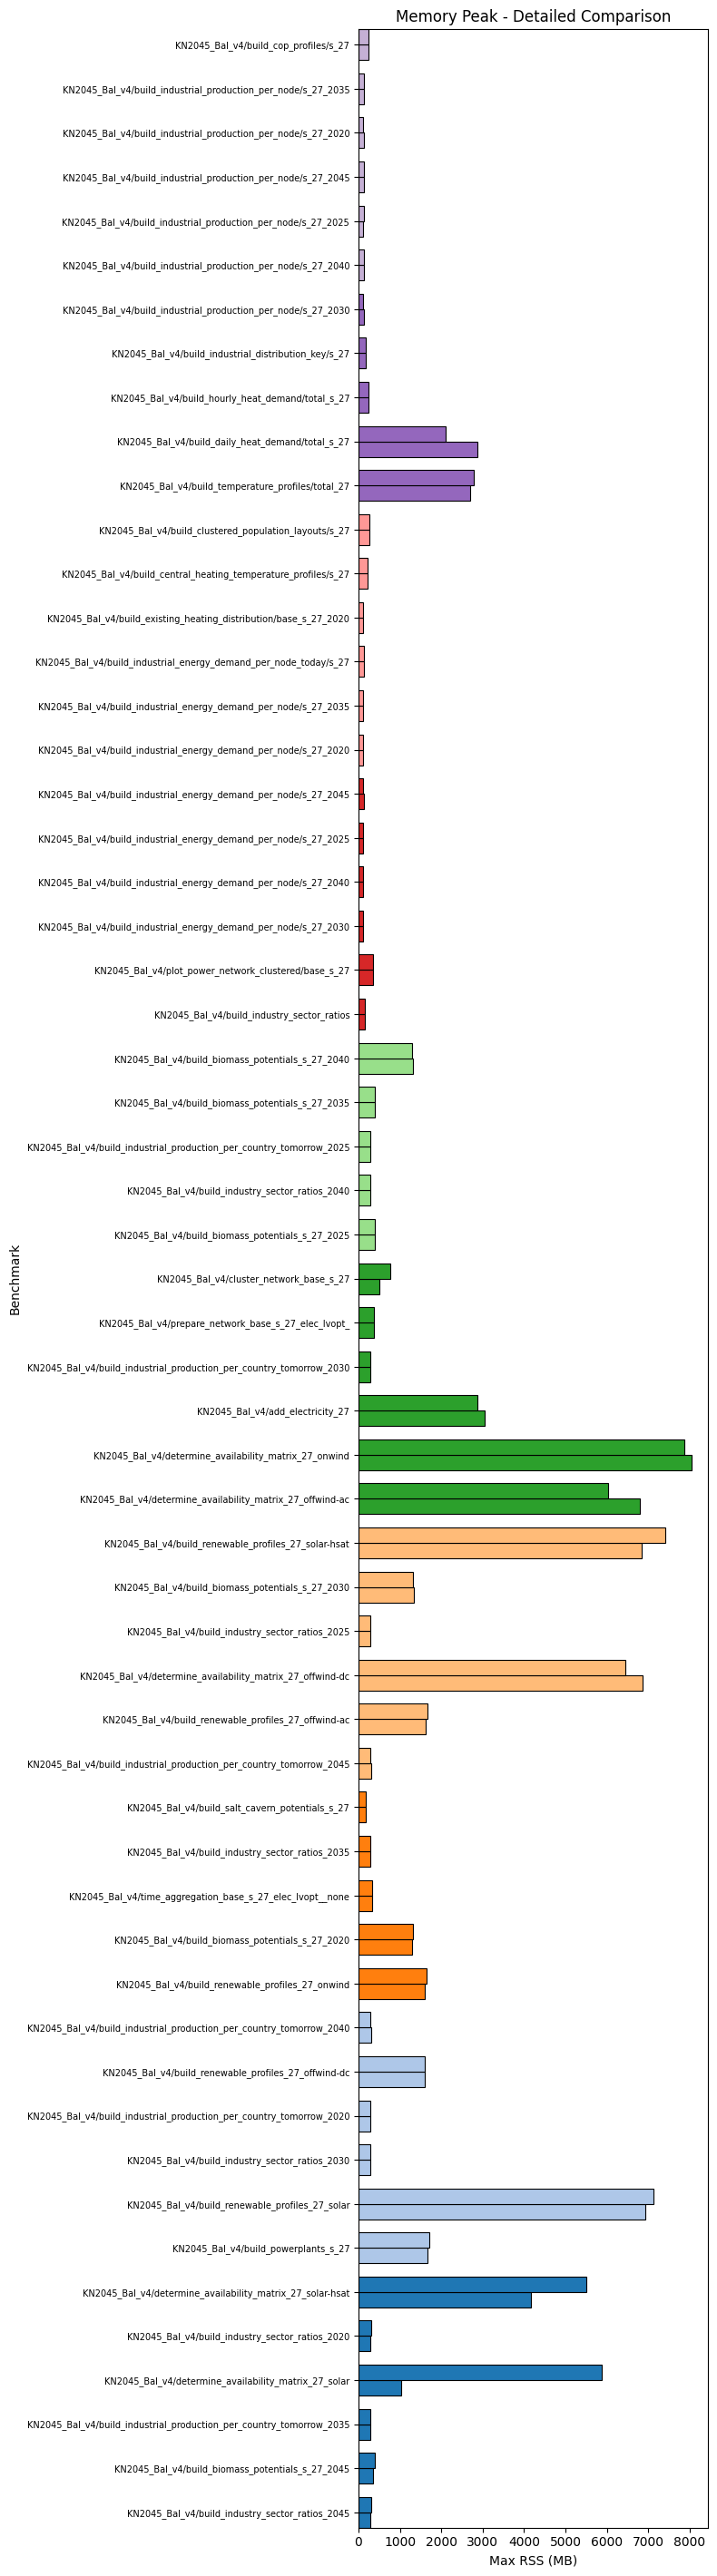 Memory Peak - Detailed Comparison
KN2045_Bal_v4/build_cop_profiles/s_27
KN2045_Bal_v4/build_industrial_production_per_node/s_27_2035
KN2045_Bal_v4/build_industrial_production_per_node/s_27_2020
KN2045_Bal_v4/build_industrial_production_per_node/s_27_2045
KN2045_Bal_v4/build_industrial_production_per_node/s_27_2025
KN2045_Bal_v4/build_industrial_production_per_node/s_27_2040
KN2045_Bal_v4/build_industrial_production_per_node/s_27_2030
KN2045_Bal_v4/build_industrial_distribution_key/s_27
KN2045_Bal_v4/build_hourly_heat_demand/total_s_27
KN2045_Bal_v4/build_daily_heat_demand/total_s_27
KN2045_Bal_v4/build_temperature_profiles/total_27
KN2045_Bal_v4/build_clustered_population_layouts/s_27
KN2045_Bal_v4/build_central_heating_temperature_profiles/s_27
KN2045_Bal_v4/build_existing_heating_distribution/base_s_27_2020
KN2045_Bal_v4/build_industrial_energy_demand_per_node_today/s_27
KN2045_Bal_v4/build_industrial_energy_demand_per_node/s_27_2035
KN2045_Bal_v4/build_industrial_energy_demand_per_node/s_27_2020
KN2045_Bal_v4/build_industrial_energy_demand_per_node/s_27_2045
KN2045_Bal_v4/build_industrial_energy_demand_per_node/s_27_2025
KN2045_Bal_v4/build_industrial_energy_demand_per_node/s_27_2040
KN2045_Bal_v4/build_industrial_energy_demand_per_node/s_27_2030
KN2045_Bal_v4/plot_power_network_clustered/base_s_27
KN2045_Bal_v4/build_industry_sector_ratios
KN2045_Bal_v4/build_biomass_potentials_s_27_2040
KN2045_Bal_v4/build_biomass_potentials_s_27_2035
KN2045_Bal_v4/build_industrial_production_per_country_tomorrow_2025
KN2045_Bal_v4/build_industry_sector_ratios_2040
KN2045_Bal_v4/build_biomass_potentials_s_27_2025
KN2045_Bal_v4/cluster_network_base_s_27
KN2045_Bal_v4/prepare_network_base_s_27_elec_lvopt_
KN2045_Bal_v4/build_industrial_production_per_country_tomorrow_2030
KN2045_Bal_v4/add_electricity_27
KN2045_Bal_v4/determine_availability_matrix_27_onwind
KN2045_Bal_v4/determine_availability_matrix_27_offwind-ac
KN2045_Bal_v4/build_renewable_profiles_27_solar-hsat
KN2045_Bal_v4/build_biomass_potentials_s_27_2030
KN2045_Bal_v4/build_industry_sector_ratios_2025
KN2045_Bal_v4/determine_availability_matrix_27_offwind-dc
KN2045_Bal_v4/build_renewable_profiles_27_offwind-ac
KN2045_Bal_v4/build_industrial_production_per_country_tomorrow_2045
KN2045_Bal_v4/build_salt_cavern_potentials_s_27
KN2045_Bal_v4/build_industry_sector_ratios_2035
KN2045_Bal_v4/time_aggregation_base_s_27_elec_lvopt__none
KN2045_Bal_v4/build_biomass_potentials_s_27_2020
KN2045_Bal_v4/build_renewable_profiles_27_onwind
KN2045_Bal_v4/build_industrial_production_per_country_tomorrow_2040
KN2045_Bal_v4/build_renewable_profiles_27_offwind-dc
KN2045_Bal_v4/build_industrial_production_per_country_tomorrow_2020
KN2045_Bal_v4/build_industry_sector_ratios_2030
KN2045_Bal_v4/build_renewable_profiles_27_solar
KN2045_Bal_v4/build_powerplants_s_27
KN2045_Bal_v4/determine_availability_matrix_27_solar-hsat
KN2045_Bal_v4/build_industry_sector_ratios_2020
KN2045_Bal_v4/determine_availability_matrix_27_solar
KN2045_Bal_v4/build_industrial_production_per_country_tomorrow_2035
KN2045_Bal_v4/build_biomass_potentials_s_27_2045
KN2045_Bal_v4/build_industry_sector_ratios_2045
Benchmark
0 1000 2000 3000 4000 5000 6000 7000 8000
Max RSS (MB)